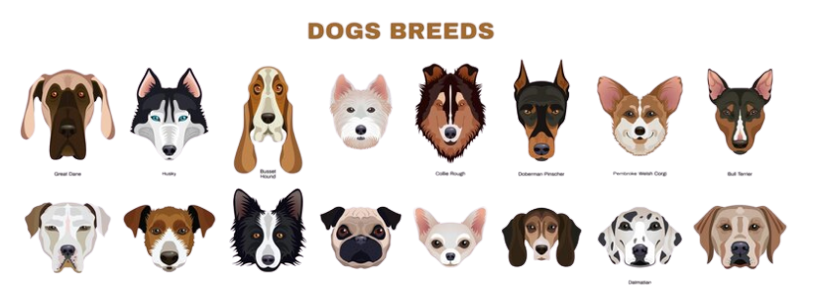 DOGS BREEDS
Great Dane
Husky
Basset
Hound
Collie Rough
Doberman Pinscher
Pembroke Welsh Corgi
Bull Terrier
Dalmatian